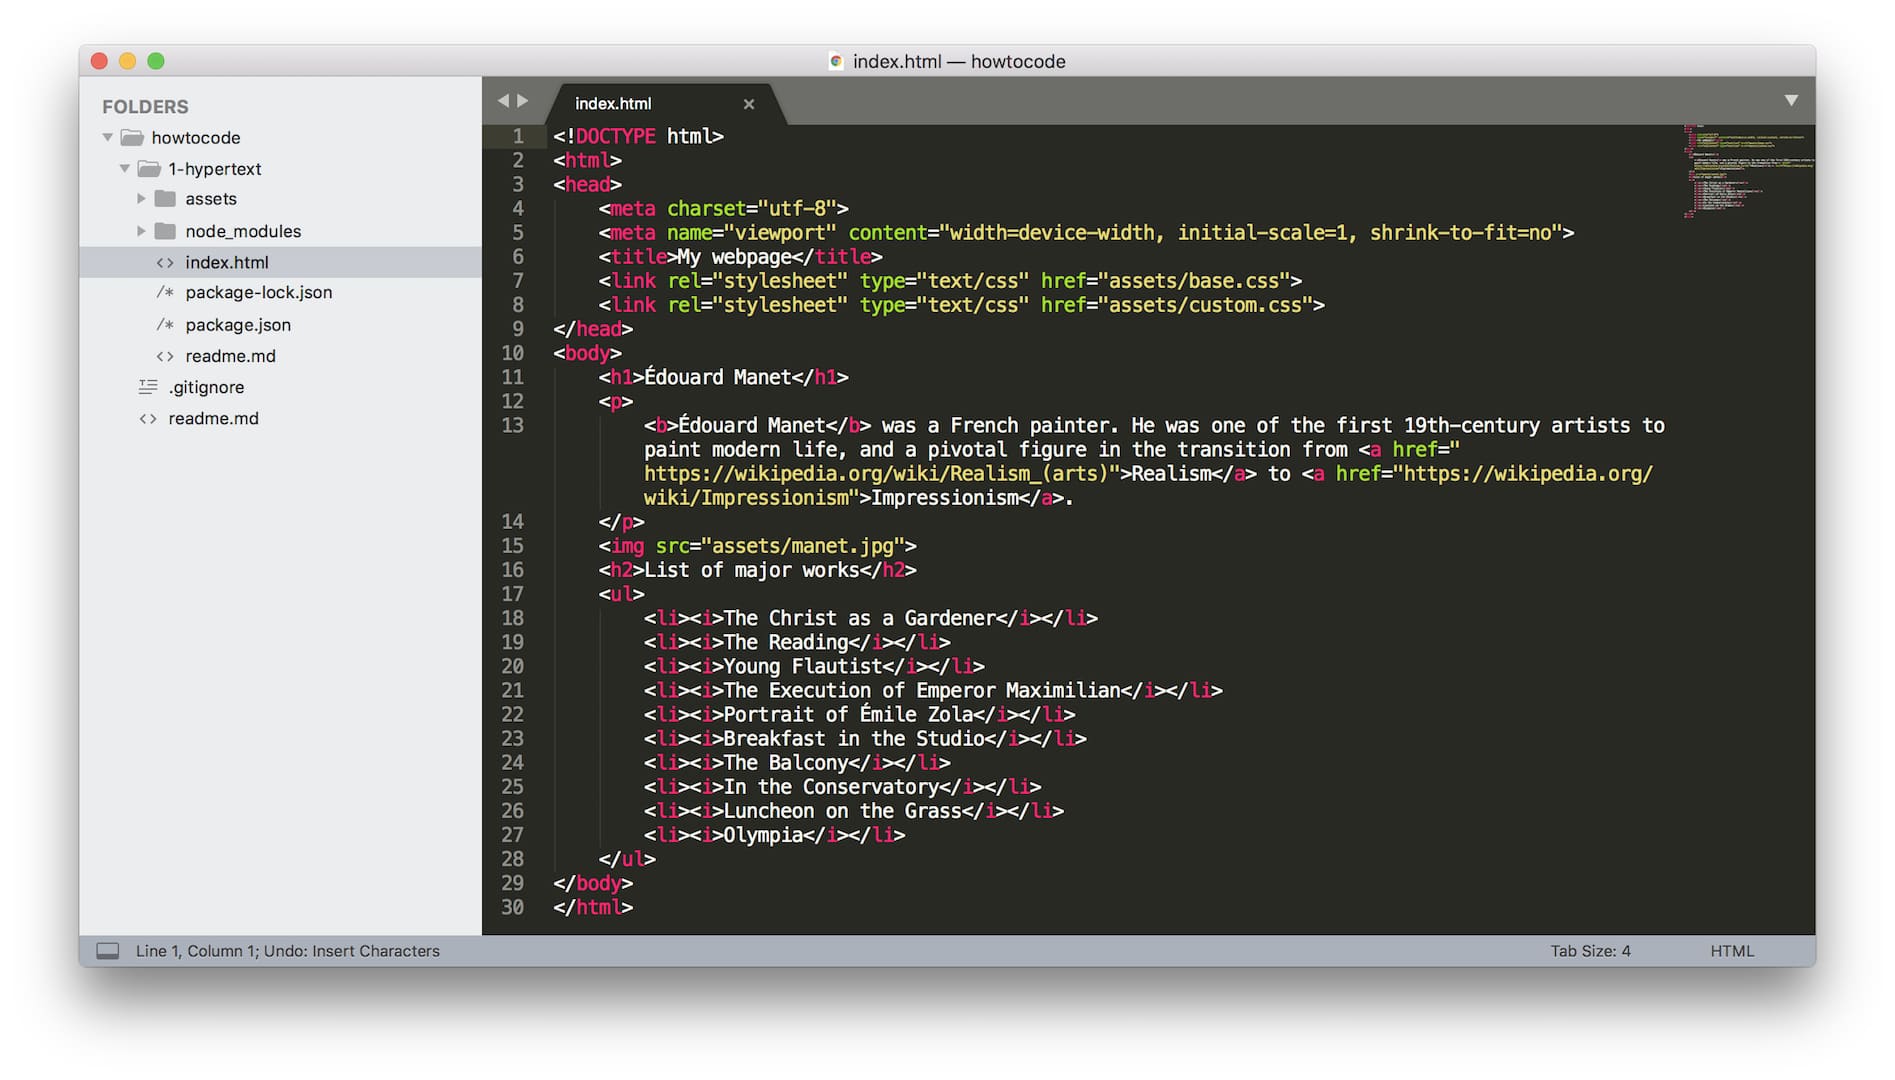 index.html — howtocode
FOLDERS
howtocode
1-hypertext
assets
node_modules
<> index.html
/* package-lock.json
/* package.json
<> readme.md
.gitignore
<> readme.md
index.html ×
1 <!DOCTYPE html>
2 <html>
3 <head>
4     <meta charset="utf-8">
5     <meta name="viewport" content="width=device-width, initial-scale=1, shrink-to-fit=no">
6     <title>My webpage</title>
7     <link rel="stylesheet" type="text/css" href="assets/base.css">
8     <link rel="stylesheet" type="text/css" href="assets/custom.css">
9 </head>
10 <body>
11     <h1>Édouard Manet</h1>
12     <p>
13         <b>Édouard Manet</b> was a French painter. He was one of the first 19th-century artists to
paint modern life, and a pivotal figure in the transition from <a href="
https://wikipedia.org/wiki/Realism_(arts)">Realism</a> to <a href="https://wikipedia.org/
wiki/Impressionism">Impressionism</a>.
14     </p>
15     <img src="assets/manet.jpg">
16     <h2>List of major works</h2>
17     <ul>
18         <li><i>The Christ as a Gardener</i></li>
19         <li><i>The Reading</i></li>
20         <li><i>Young Flautist</i></li>
21         <li><i>The Execution of Emperor Maximilian</i></li>
22         <li><i>Portrait of Émile Zola</i></li>
23         <li><i>Breakfast in the Studio</i></li>
24         <li><i>The Balcony</i></li>
25         <li><i>In the Conservatory</i></li>
26         <li><i>Luncheon on the Grass</i></li>
27         <li><i>Olympia</i></li>
28     </ul>
29 </body>
30 </html>
Line 1, Column 1; Undo: Insert Characters
Tab Size: 4
HTML